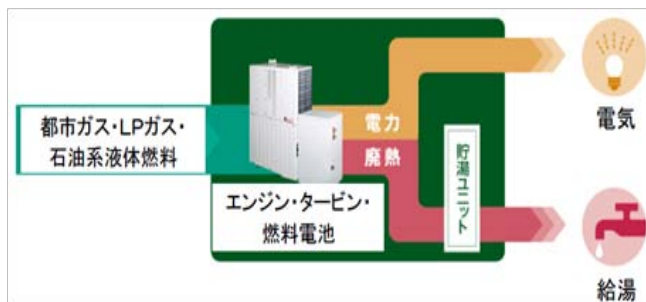 都市ガス・LPガス・
石油系液体燃料
電力
廃熱
エンジン・タービン・
燃料電池
貯湯ユニット
電気
給湯